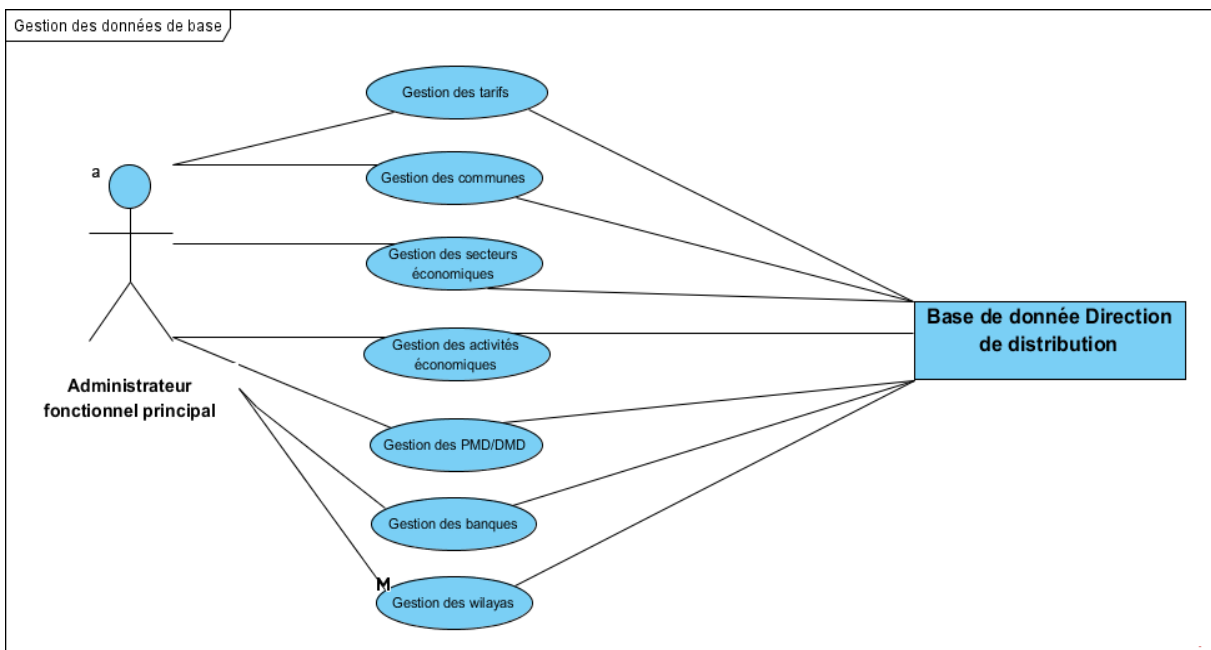 Gestion des données de base
Gestion des tarifs
a
Gestion des communes
Gestion des secteurs
économiques
Base de donnée Direction
de distribution
Gestion des activités
économiques
Administrateur
fonctionnel principal
Gestion des PMD/DMD
Gestion des banques
M
Gestion des wilayas